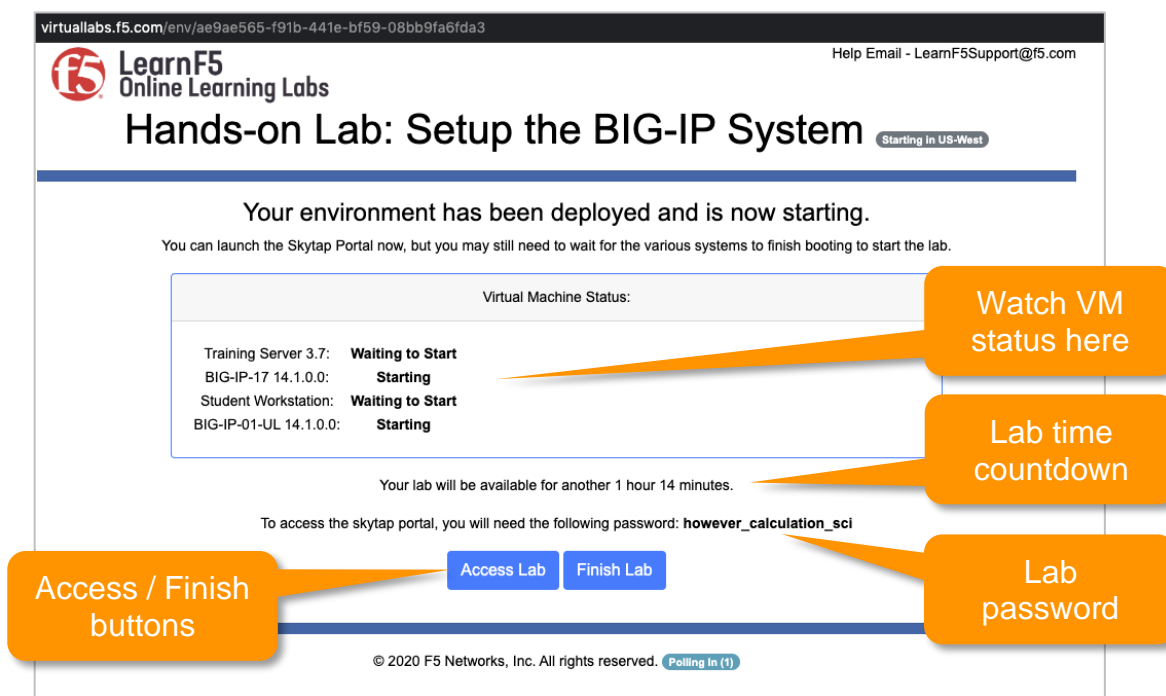 virtuallabs.f5.com/env/ae9ae565-f91b-441e-bf59-08bb9fa6fda3
Help Email - LearnF5Support@f5.com
f5 LearnF5
Online Learning Labs
Hands-on Lab: Setup the BIG-IP System Starting in US-West
Your environment has been deployed and is now starting.
You can launch the Skytap Portal now, but you may still need to wait for the various systems to finish booting to start the lab.
Virtual Machine Status:
Watch VM
status here
Training Server 3.7: Waiting to Start
BIG-IP-17 14.1.0.0: Starting
Student Workstation: Waiting to Start
BIG-IP-01-UL 14.1.0.0: Starting
Lab time
countdown
Your lab will be available for another 1 hour 14 minutes.
To access the skytap portal, you will need the following password: however_calculation_sci
Lab
password
Access / Finish
buttons
Access Lab Finish Lab
© 2020 F5 Networks, Inc. All rights reserved. Polling In (1)